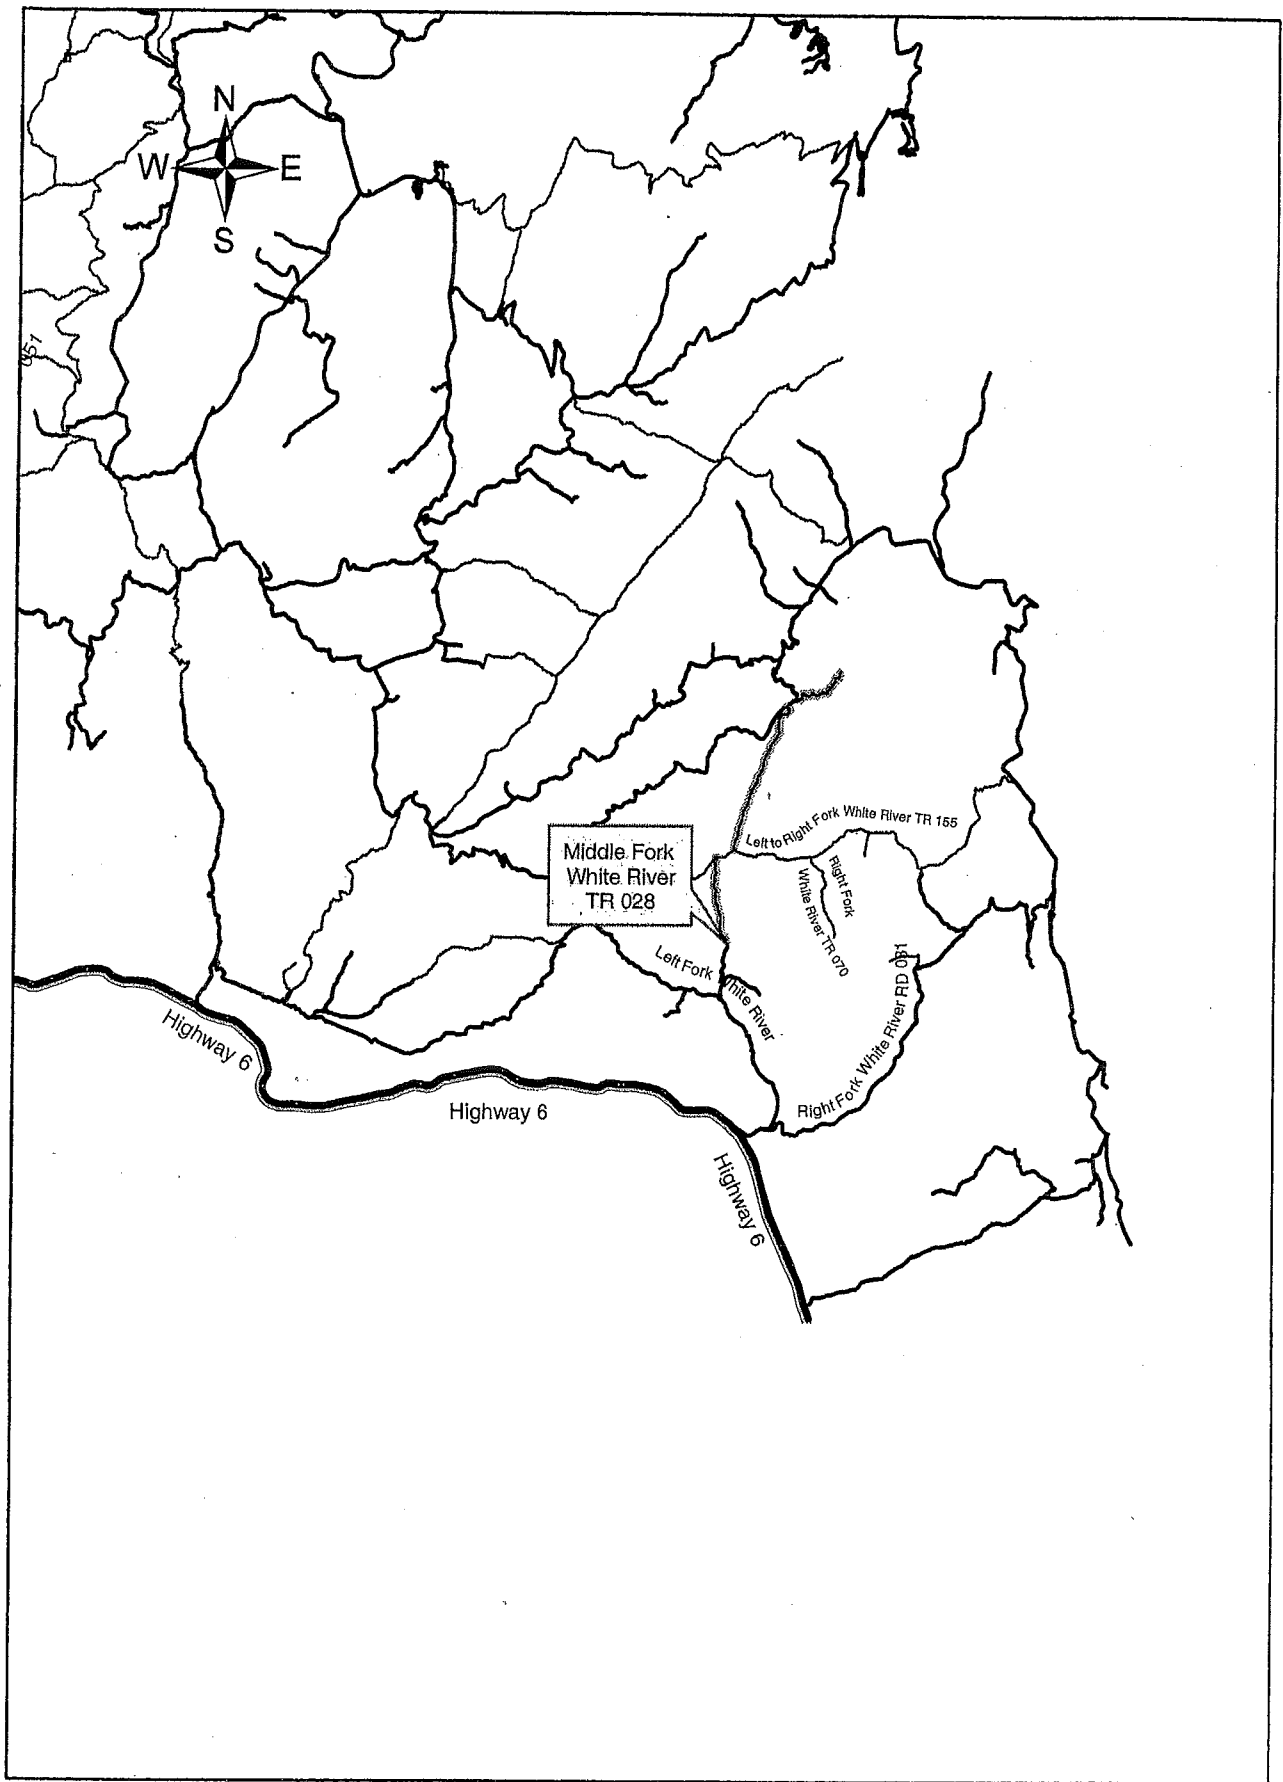 N
W E
S
Left to Right Fork White River TR 155
Middle Fork
White River
TR 028
Right Fork
White River TR 070
Left Fork White River
Right Fork White River RD 051
Highway 6
Highway 6
Highway 6